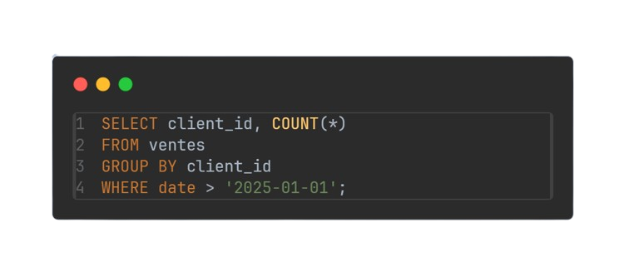 1 SELECT client_id, COUNT(*)
2 FROM ventes
3 GROUP BY client_id
4 WHERE date > '2025-01-01';